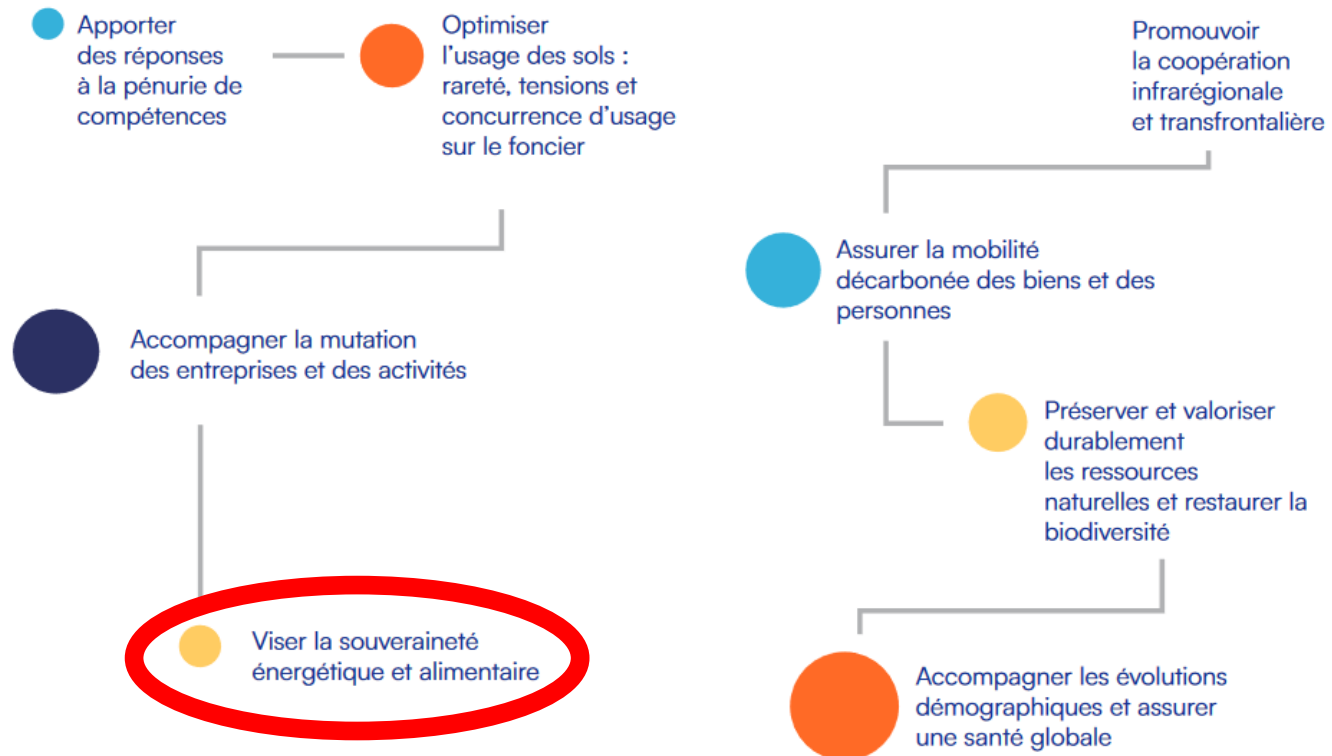 Apporter
des réponses
à la pénurie de
compétences
Optimiser
l'usage des sols :
rareté, tensions et
concurrence d'usage
sur le foncier
Accompagner la mutation
des entreprises et des activités
Viser la souveraineté
énergétique et alimentaire
Promouvoir
la coopération
infrarégionale
et transfrontalière
Assurer la mobilité
décarbonée des biens et des
personnes
Préserver et valoriser
durablement
les ressources
naturelles et restaurer la
biodiversité
Accompagner les évolutions
démographiques et assurer
une santé globale